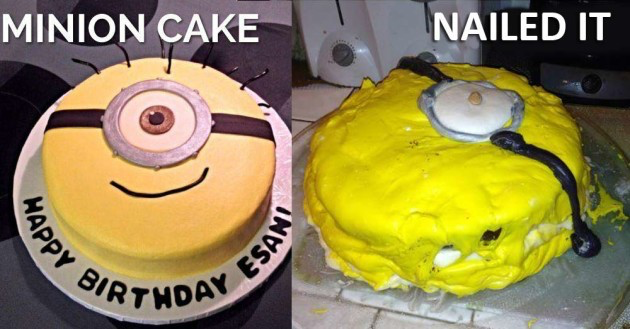 MINION CAKE
NAILED IT
HAPPY BIRTHDAY ESANI